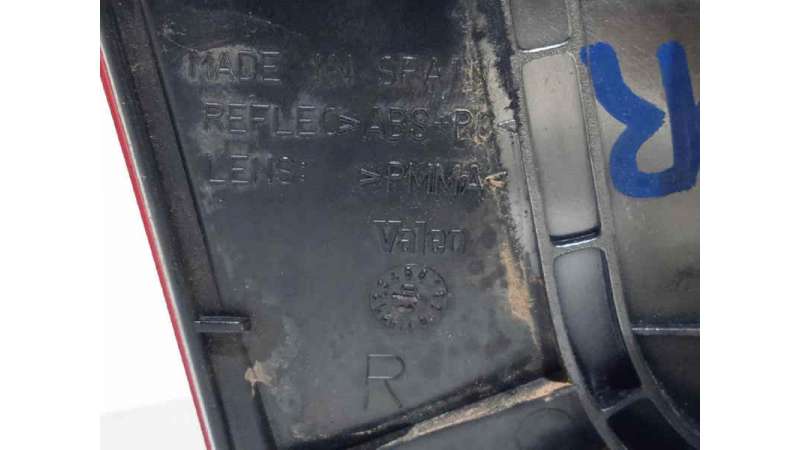 MADE IN SPAIN
REFLEC>ABS+PC<
LENS: >PMMA<
Valeo
R
R